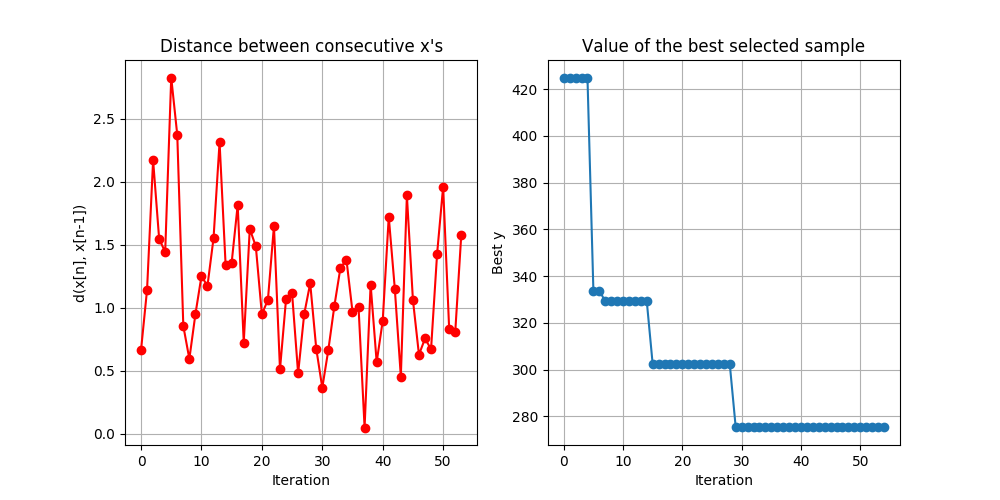 Distance between consecutive x's
d(x[n], x[n-1])
2.5
2.0
1.5
1.0
0.5
0.0
0 10 20 30 40 50
Iteration
Value of the best selected sample
Best y
420
400
380
360
340
320
300
280
0 10 20 30 40 50
Iteration